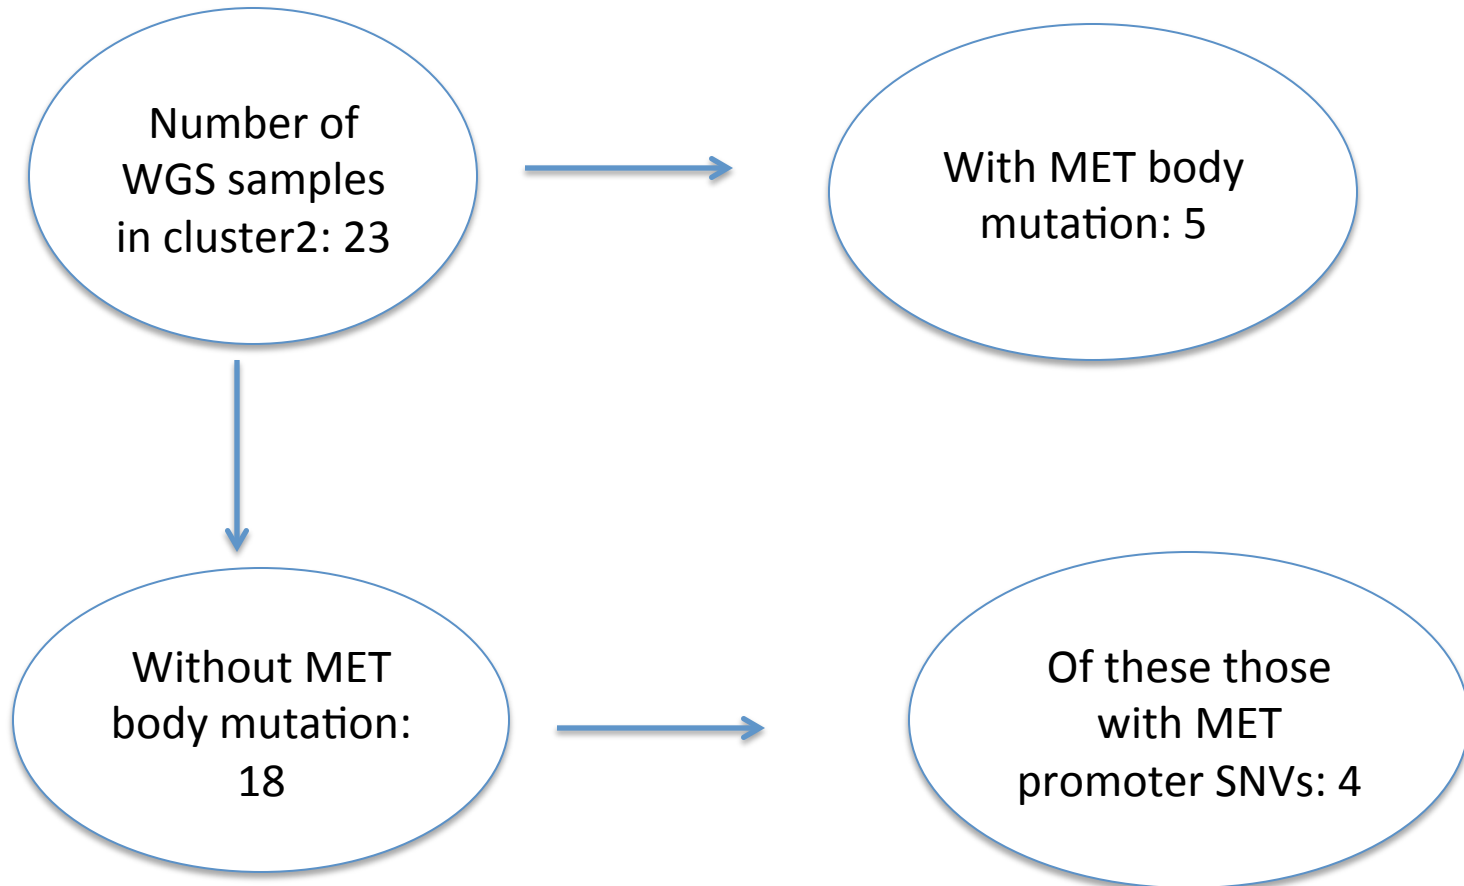 Number of
WGS samples
in cluster2: 23
With MET body
mutation: 5
Without MET
body mutation:
18
Of these those
with MET
promoter SNVs: 4